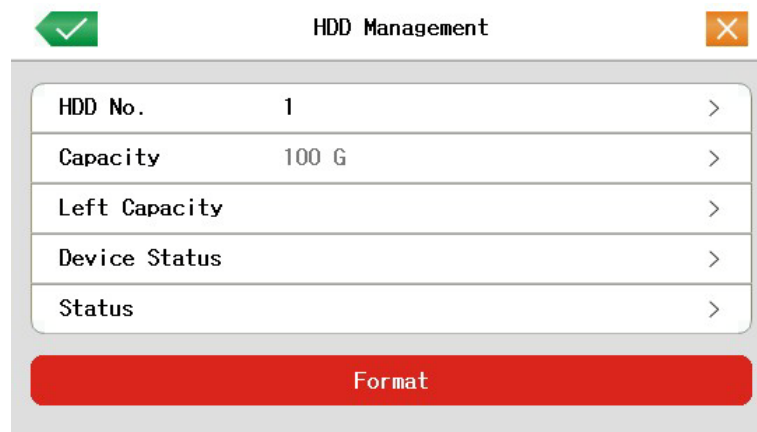 HDD Management
HDD No. 1
Capacity 100 G
Left Capacity
Device Status
Status
Format